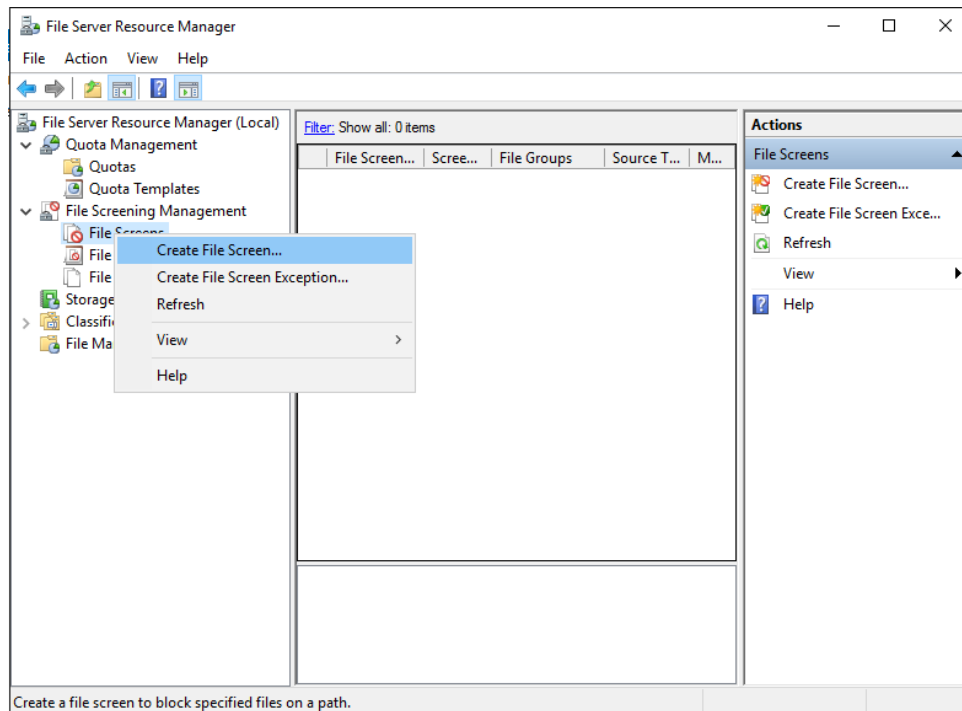 File Server Resource Manager
File Action View Help
File Server Resource Manager (Local)
Quota Management
Quotas
Quota Templates
File Screening Management
File Screens
File
File
Storage
Classifi
File Ma
Create File Screen...
Create File Screen Exception...
Refresh
View
Help
Filter: Show all: 0 items
File Screen... Scree... File Groups Source T... M...
Actions
File Screens
Create File Screen...
Create File Screen Exce...
Refresh
View
Help
Create a file screen to block specified files on a path.